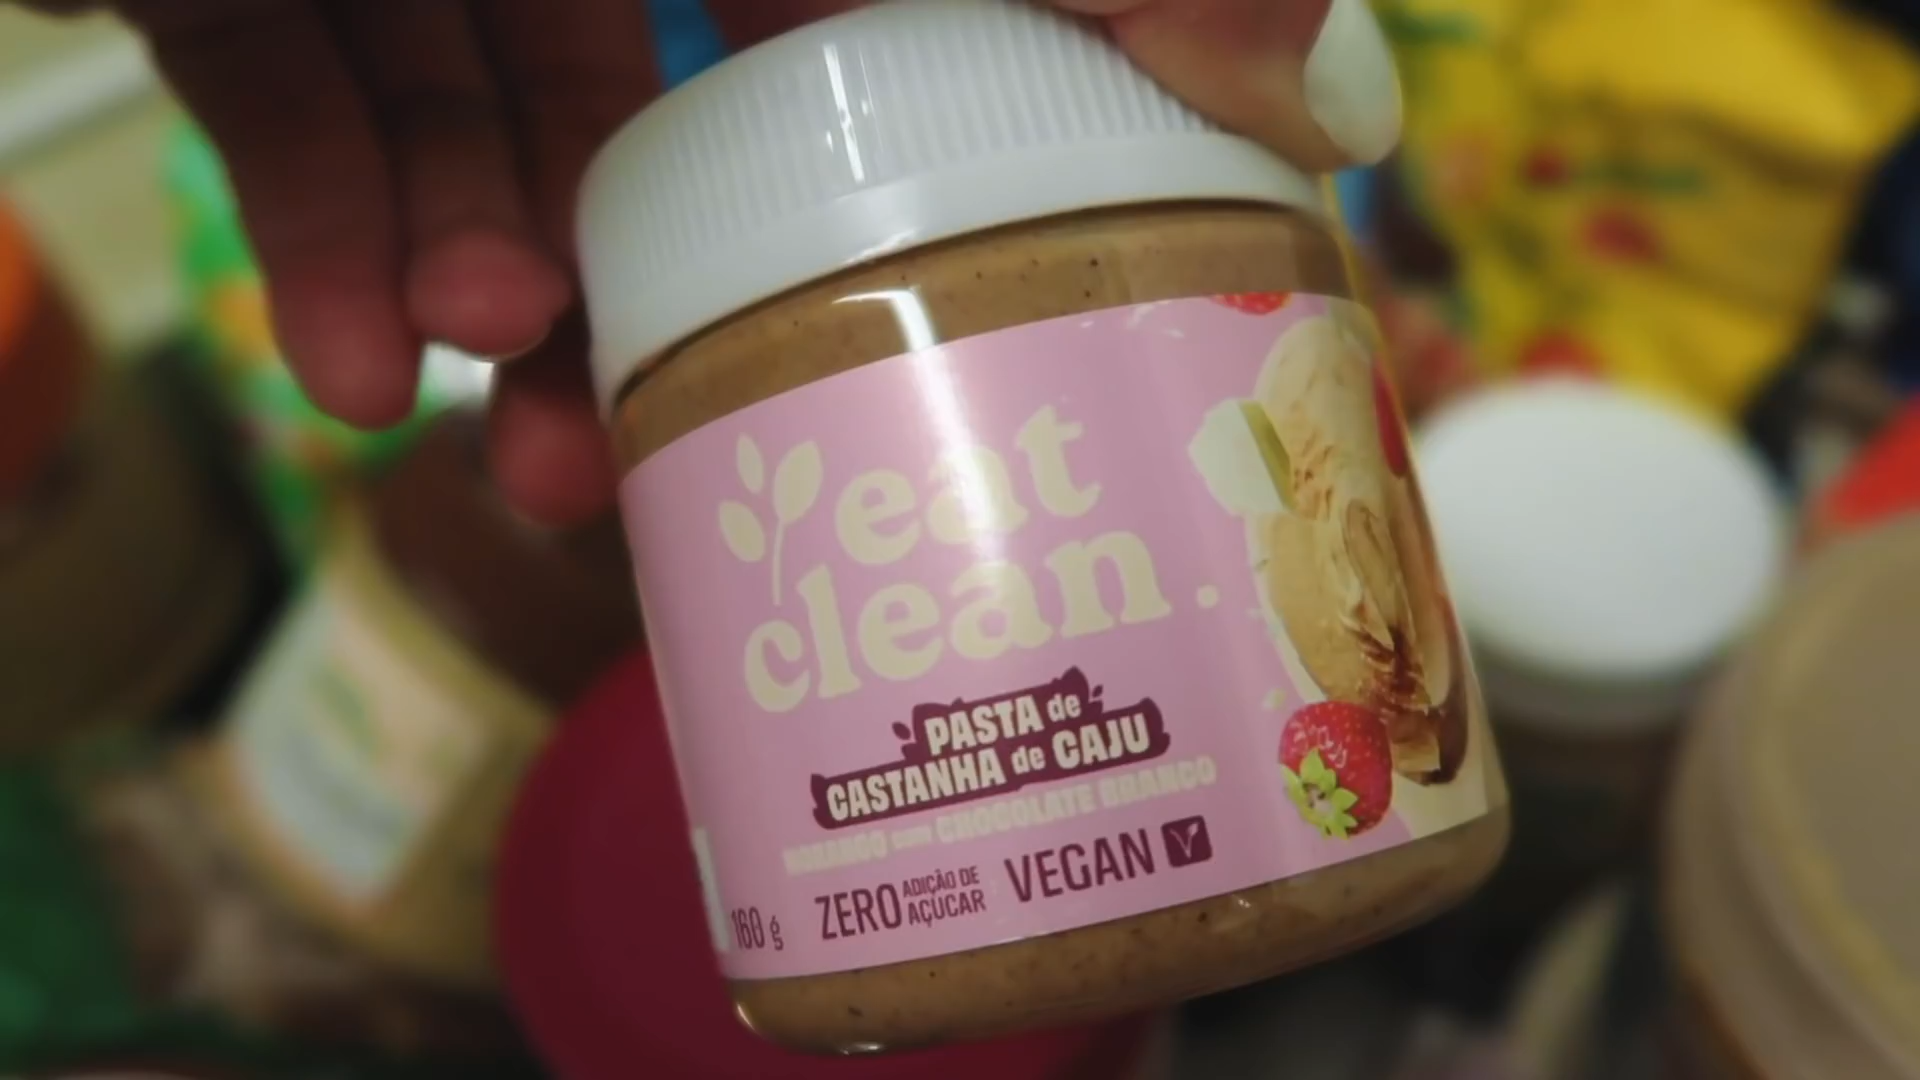 eat
clean.
PASTA de
CASTANHA de CAJU
MORANGO com CHOCOLATE BRANCO
160 g ZERO ADIÇÃO DE AÇÚCAR VEGAN